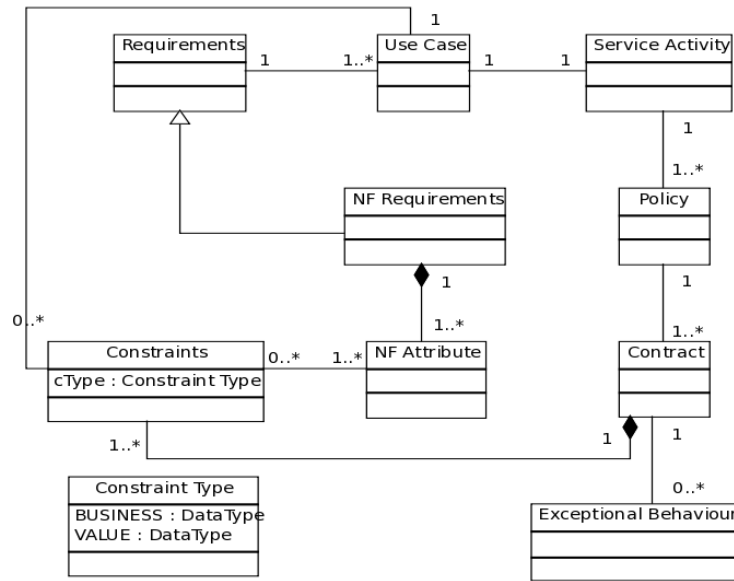 1
Requirements
Use Case
Service Activity
1
1..*
1
1
1
1..*
NF Requirements
Policy
1
1
0..*
1..*
1..*
Constraints
0..*
1..*
NF Attribute
Contract
cType : Constraint Type
1..*
1
1
Constraint Type
0..*
BUSINESS : DataType
VALUE : DataType
Exceptional Behaviour